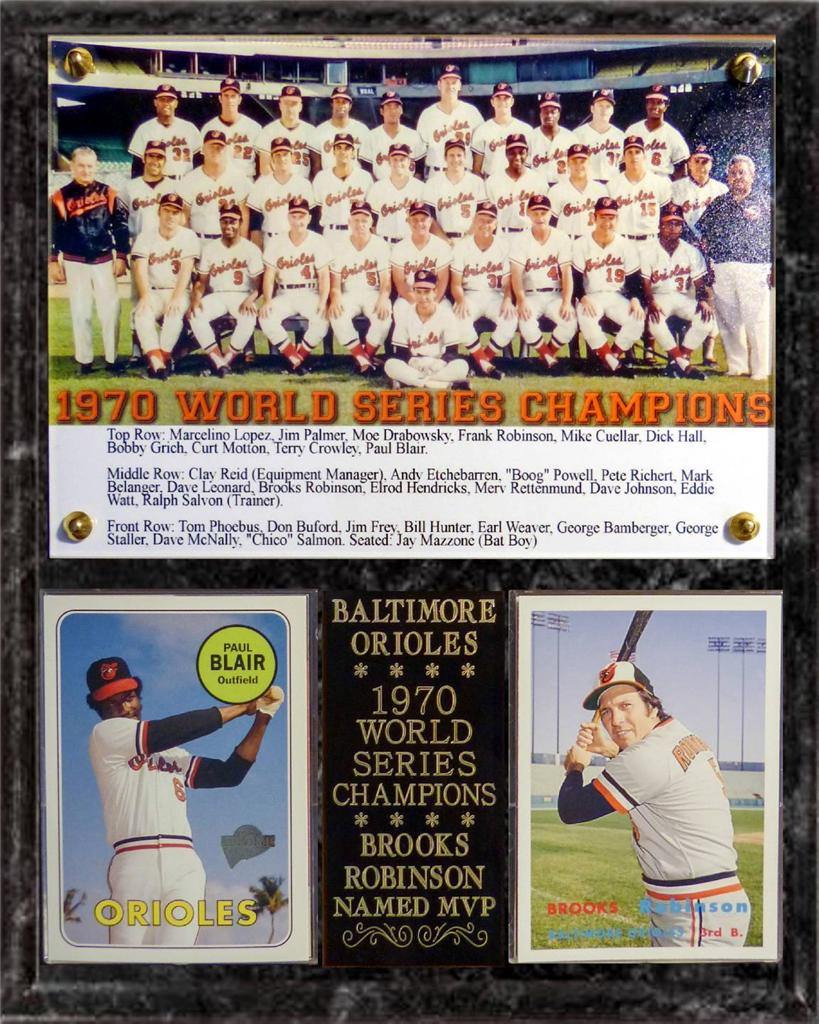 1970 WORLD SERIES CHAMPIONS
Top Row: Marcelino Lopez, Jim Palmer, Moe Drabowsky, Frank Robinson, Mike Cuellar, Dick Hall,
Bobby Grich, Curt Motton, Terry Crowley, Paul Blair.
Middle Row: Clay Reid (Equipment Manager), Andy Etchebarren, "Boog" Powell, Pete Richert, Mark
Belanger, Dave Leonard, Brooks Robinson, Elrod Hendricks, Merv Rettenmund, Dave Johnson, Eddie
Watt, Ralph Salvon (Trainer).
Front Row: Tom Phoebus, Don Buford, Jim Frey, Bill Hunter, Earl Weaver, George Bamberger, George
Staller, Dave McNally, "Chico" Salmon. Seated: Jay Mazzone (Bat Boy)
PAUL
BLAIR
Outfield
6
ORIOLES
BALTIMORE
ORIOLES
* * * *
1970
WORLD
SERIES
CHAMPIONS
* * * *
BROOKS
ROBINSON
NAMED MVP
BROOKS Robinson
BALTIMORE ORIOLES 3rd B.